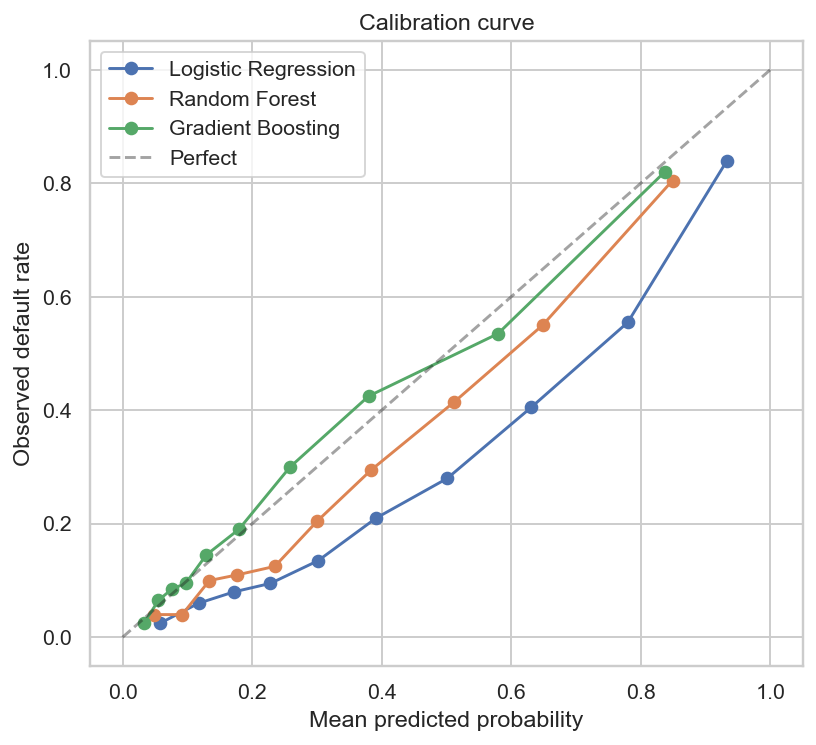 Calibration curve
Logistic Regression
Random Forest
Gradient Boosting
Perfect
1.0
0.8
0.6
0.4
0.2
0.0
Observed default rate
0.0 0.2 0.4 0.6 0.8 1.0
Mean predicted probability